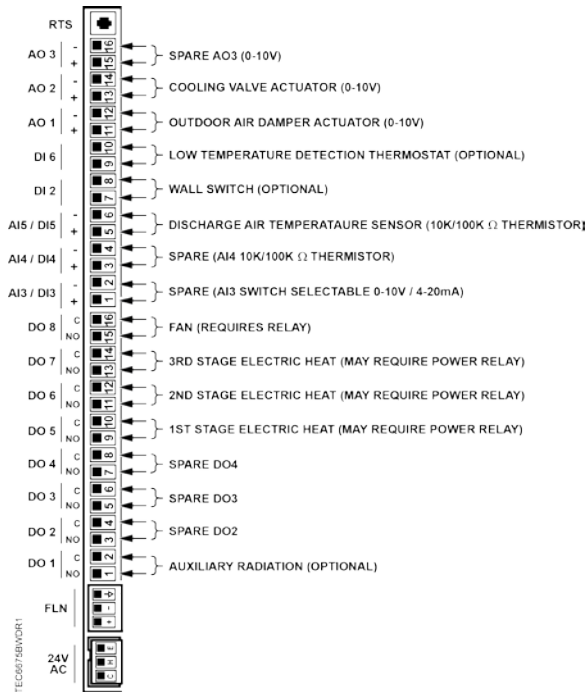 RTS
AO 3 - 16 SPARE AO3 (0-10V)
+ 15
AO 2 - 14 COOLING VALVE ACTUATOR (0-10V)
+ 13
AO 1 - 12 OUTDOOR AIR DAMPER ACTUATOR (0-10V)
+ 11
DI 6 10 LOW TEMPERATURE DETECTION THERMOSTAT (OPTIONAL)
9
DI 2 8 WALL SWITCH (OPTIONAL)
7
AI5 / DI5 - 6 DISCHARGE AIR TEMPERATAURE SENSOR (10K/100K Ω THERMISTOR)
+ 5
AI4 / DI4 - 4 SPARE (AI4 10K/100K Ω THERMISTOR)
+ 3
AI3 / DI3 - 2 SPARE (AI3 SWITCH SELECTABLE 0-10V / 4-20mA)
+ 1
DO 8 C 16 FAN (REQUIRES RELAY)
NO 15
DO 7 C 14 3RD STAGE ELECTRIC HEAT (MAY REQUIRE POWER RELAY)
NO 13
DO 6 C 12 2ND STAGE ELECTRIC HEAT (MAY REQUIRE POWER RELAY)
NO 11
DO 5 C 10 1ST STAGE ELECTRIC HEAT (MAY REQUIRE POWER RELAY)
NO 9
DO 4 C 8 SPARE DO4
NO 7
DO 3 C 6 SPARE DO3
NO 5
DO 2 C 4 SPARE DO2
NO 3
DO 1 C 2 AUXILIARY RADIATION (OPTIONAL)
NO 1
FLN
-
+
24V
AC
E
H
C
TEC6675BWDR1